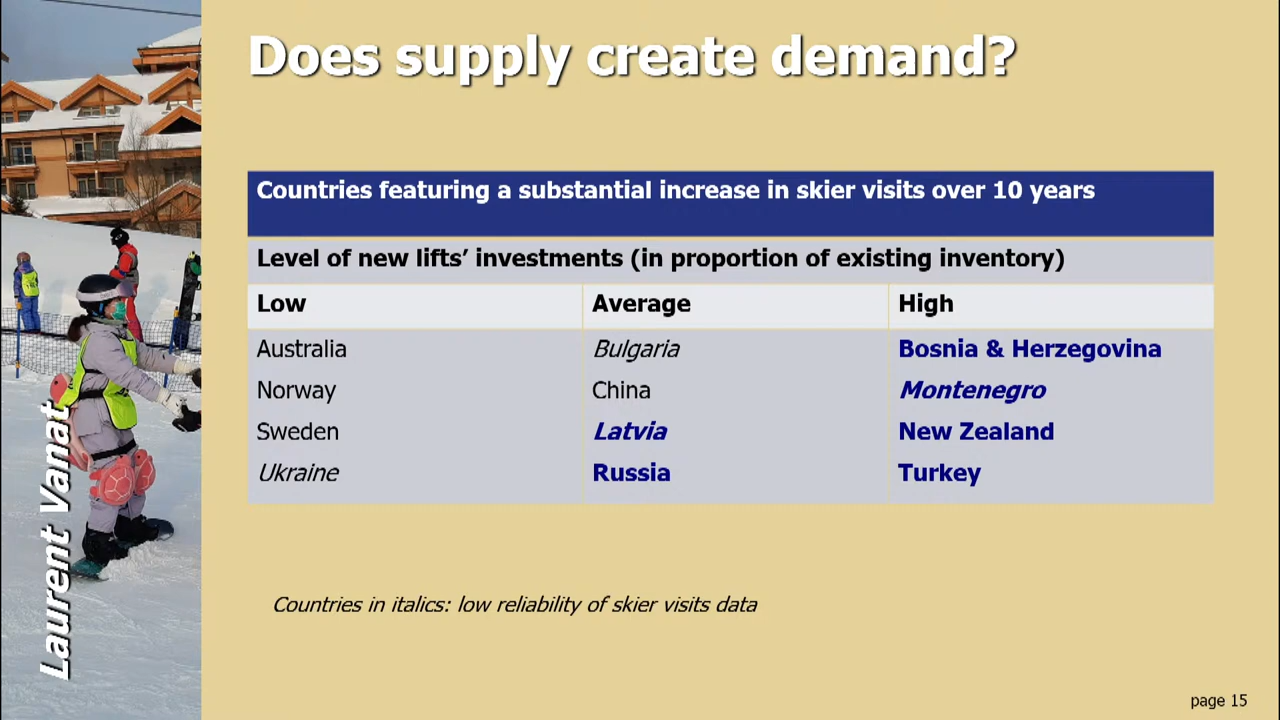 Does supply create demand?
Countries featuring a substantial increase in skier visits over 10 years
Level of new lifts' investments (in proportion of existing inventory)
Low Average High
Australia Bulgaria Bosnia & Herzegovina
Norway China Montenegro
Sweden Latvia New Zealand
Ukraine Russia Turkey
Countries in italics: low reliability of skier visits data
Laurent Vanat
page 15